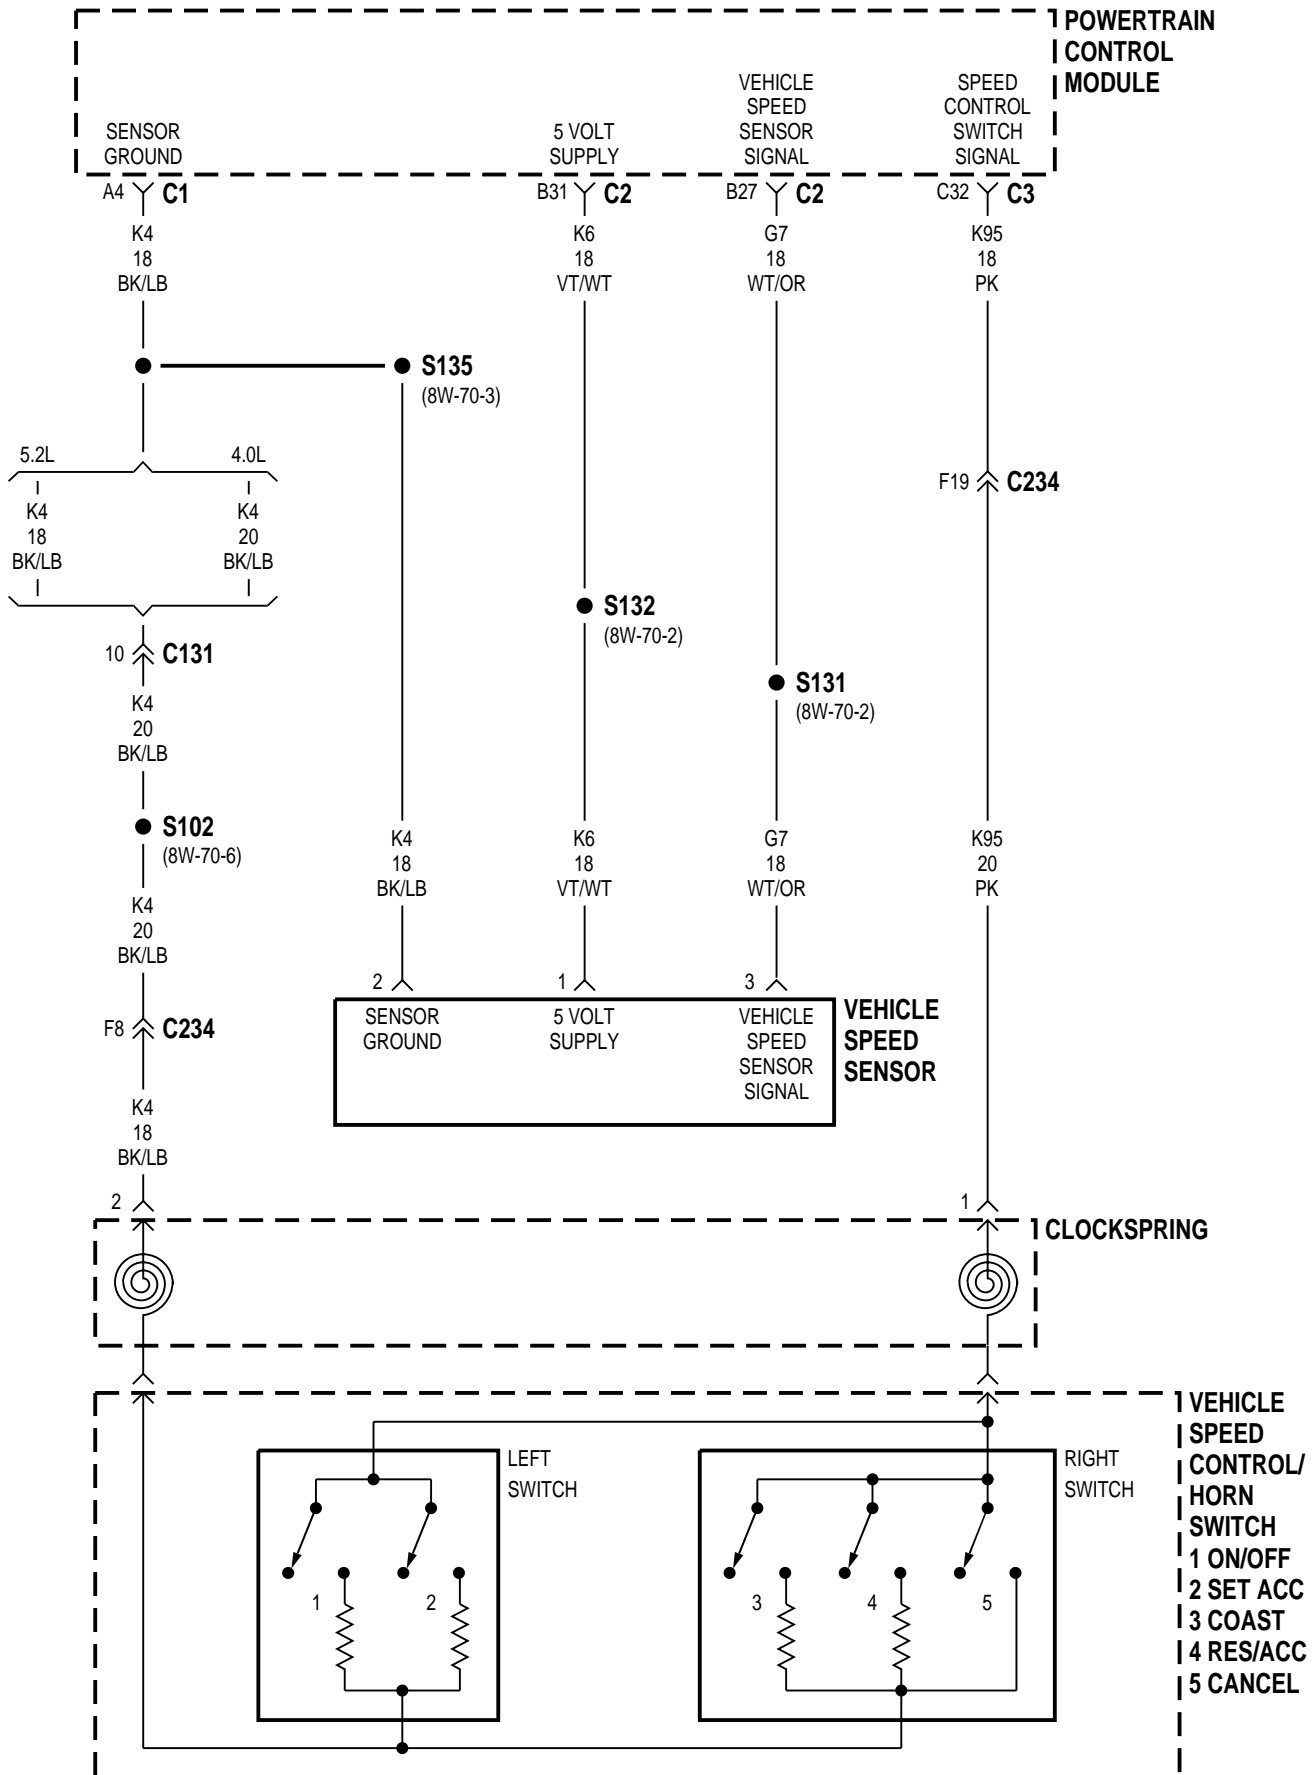 POWERTRAIN
CONTROL
MODULE
SENSOR
GROUND
5 VOLT
SUPPLY
VEHICLE
SPEED
SENSOR
SIGNAL
SPEED
CONTROL
SWITCH
SIGNAL
A4 C1
B31 C2
B27 C2
C32 C3
K4
18
BK/LB
K6
18
VT/WT
G7
18
WT/OR
K95
18
PK
S135
(8W-70-3)
5.2L
4.0L
K4
18
BK/LB
K4
20
BK/LB
F19 C234
S132
(8W-70-2)
10 C131
S131
(8W-70-2)
K4
20
BK/LB
S102
(8W-70-6)
K4
18
BK/LB
K6
18
VT/WT
G7
18
WT/OR
K95
20
PK
K4
20
BK/LB
2
1
3
SENSOR
GROUND
5 VOLT
SUPPLY
VEHICLE
SPEED
SENSOR
SIGNAL
VEHICLE
SPEED
SENSOR
F8 C234
K4
18
BK/LB
2
1
CLOCKSPRING
LEFT
SWITCH
RIGHT
SWITCH
1
2
3
4
5
VEHICLE
SPEED
CONTROL/
HORN
SWITCH
1 ON/OFF
2 SET ACC
3 COAST
4 RES/ACC
5 CANCEL